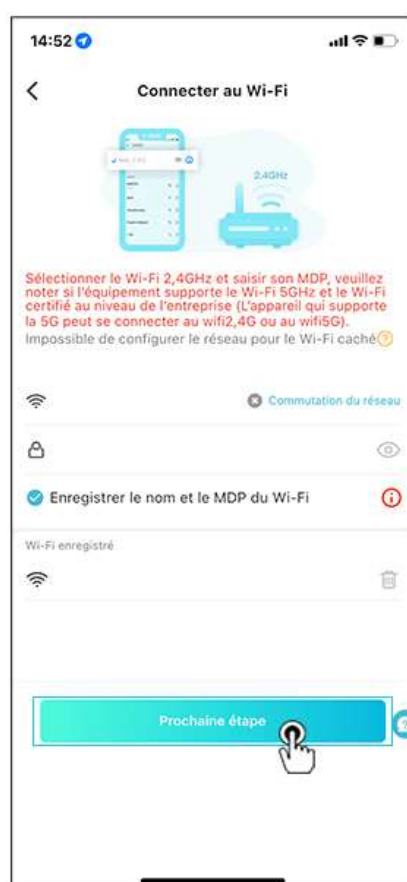 14:52
Connecter au Wi-Fi
2.4GHz
Sélectionner le Wi-Fi 2,4GHz et saisir son MDP, veuillez
noter si l'équipement supporte le Wi-Fi 5GHz et le Wi-Fi
certifié au niveau de l'entreprise (L'appareil qui supporte
la 5G peut se connecter au wifi2,4G ou au wifi5G).
Impossible de configurer le réseau pour le Wi-Fi caché
Commutation du réseau
Enregistrer le nom et le MDP du Wi-Fi
Wi-Fi enregistré
Prochaine étape